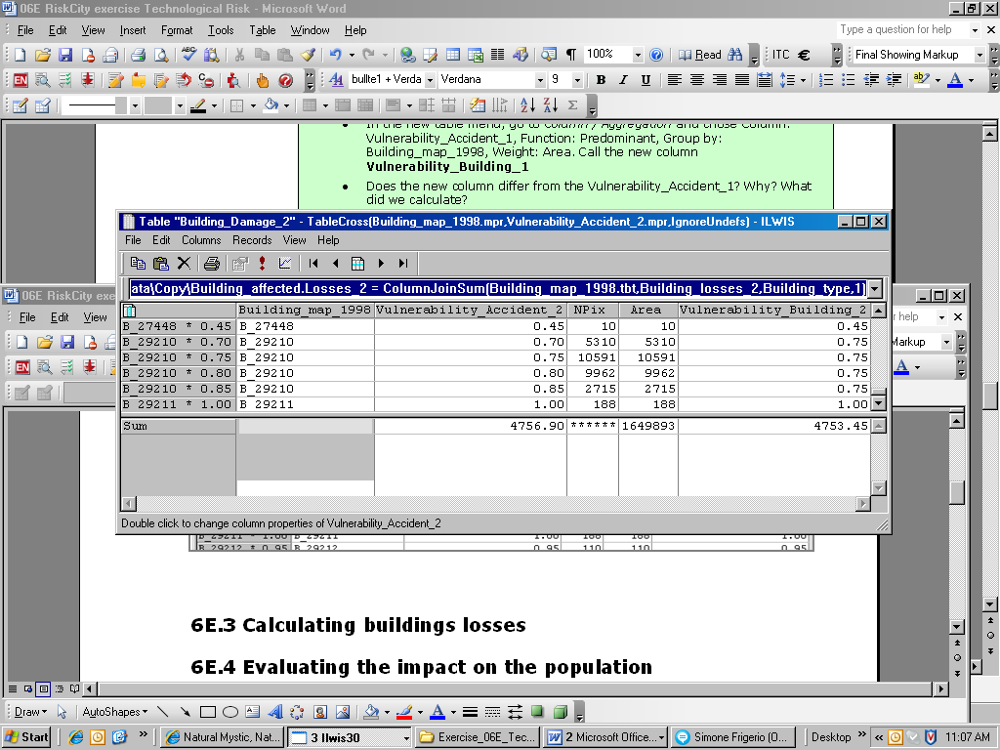 06E RiskCity exercise Technological Risk - Microsoft Word
File Edit View Insert Format Tools Table Window Help
Type a question for help
100% Read ITC € Final Showing Markup
EN bullte1 + Verda Verdana 9 B I U
In the new table menu, go to Column / Aggregation and chose Column:
Vulnerability_Accident_1, Function: Predominant, Group by:
Building_map_1998, Weight: Area. Call the new column
Vulnerability_Building_1
Does the new column differ from the Vulnerability_Accident_1? Why? What
did we calculate?
Table "Building_Damage_2" - TableCross(Building_map_1998.mpr,Vulnerability_Accident_2.mpr,IgnoreUndefs) - ILWIS
File Edit Columns Records View Help
ata\Copy\Building_affected.Losses_2 = ColumnJoinSum(Building_map_1998.tbt,Building_losses_2,Building_type,1)
Building_map_1998 Vulnerability_Accident_2 NPix Area Vulnerability_Building_2
B_27448 * 0.45 B_27448 0.45 10 10 0.45
B_29210 * 0.70 B_29210 0.70 5310 5310 0.75
B_29210 * 0.75 B_29210 0.75 10591 10591 0.75
B_29210 * 0.80 B_29210 0.80 9962 9962 0.75
B_29210 * 0.85 B_29210 0.85 2715 2715 0.75
B_29211 * 1.00 B_29211 1.00 188 188 1.00
Sum 4756.90 ****** 1649893 4753.45
Double click to change column properties of Vulnerability_Accident_2
06E RiskCity exe
File Edit View
r help
Markup
EN
A
B_29211 * 1.00 B_29211 1.00 188 188 1.00
B_29212 * 0.95 B_29212 0.95 110 110 0.95
6E.3 Calculating buildings losses
6E.4 Evaluating the impact on the population
Draw AutoShapes
Start Natural Mystic, Nat... 3 Ilwis30 Exercise_06E_Tec... 2 Microsoft Office... Simone Frigerio (O... Desktop 11:07 AM